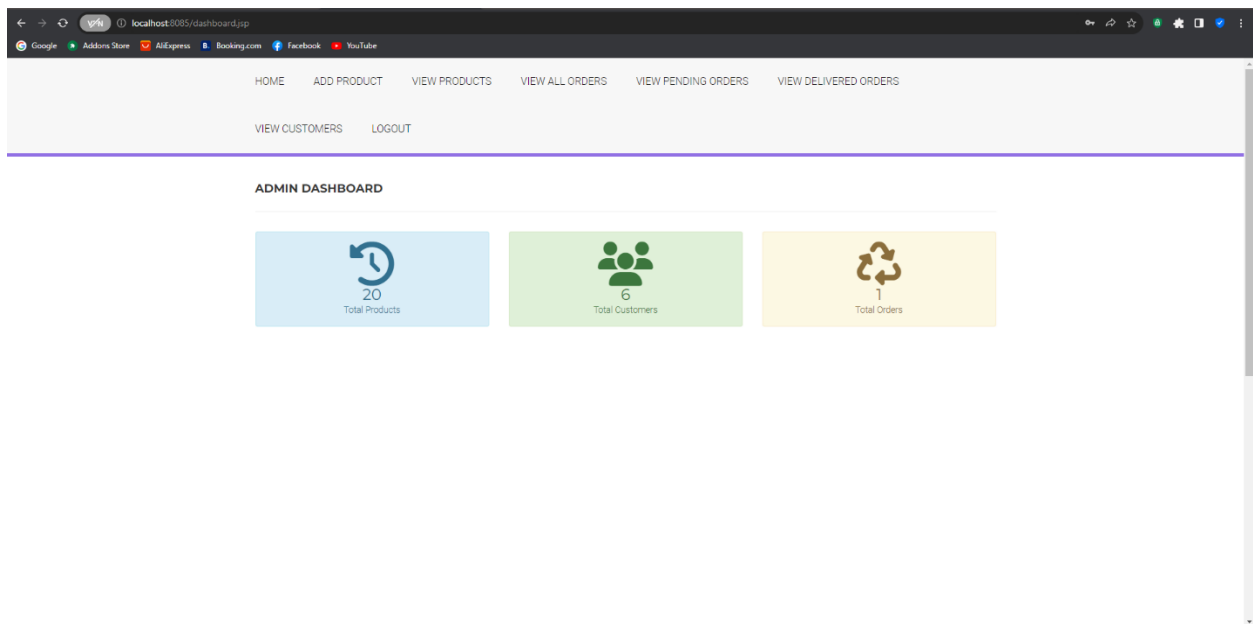 localhost:8085/dashboard.jsp
Google Addons Store AliExpress B. Booking.com Facebook YouTube
HOME ADD PRODUCT VIEW PRODUCTS VIEW ALL ORDERS VIEW PENDING ORDERS VIEW DELIVERED ORDERS
VIEW CUSTOMERS LOGOUT
ADMIN DASHBOARD
20
Total Products
6
Total Customers
1
Total Orders